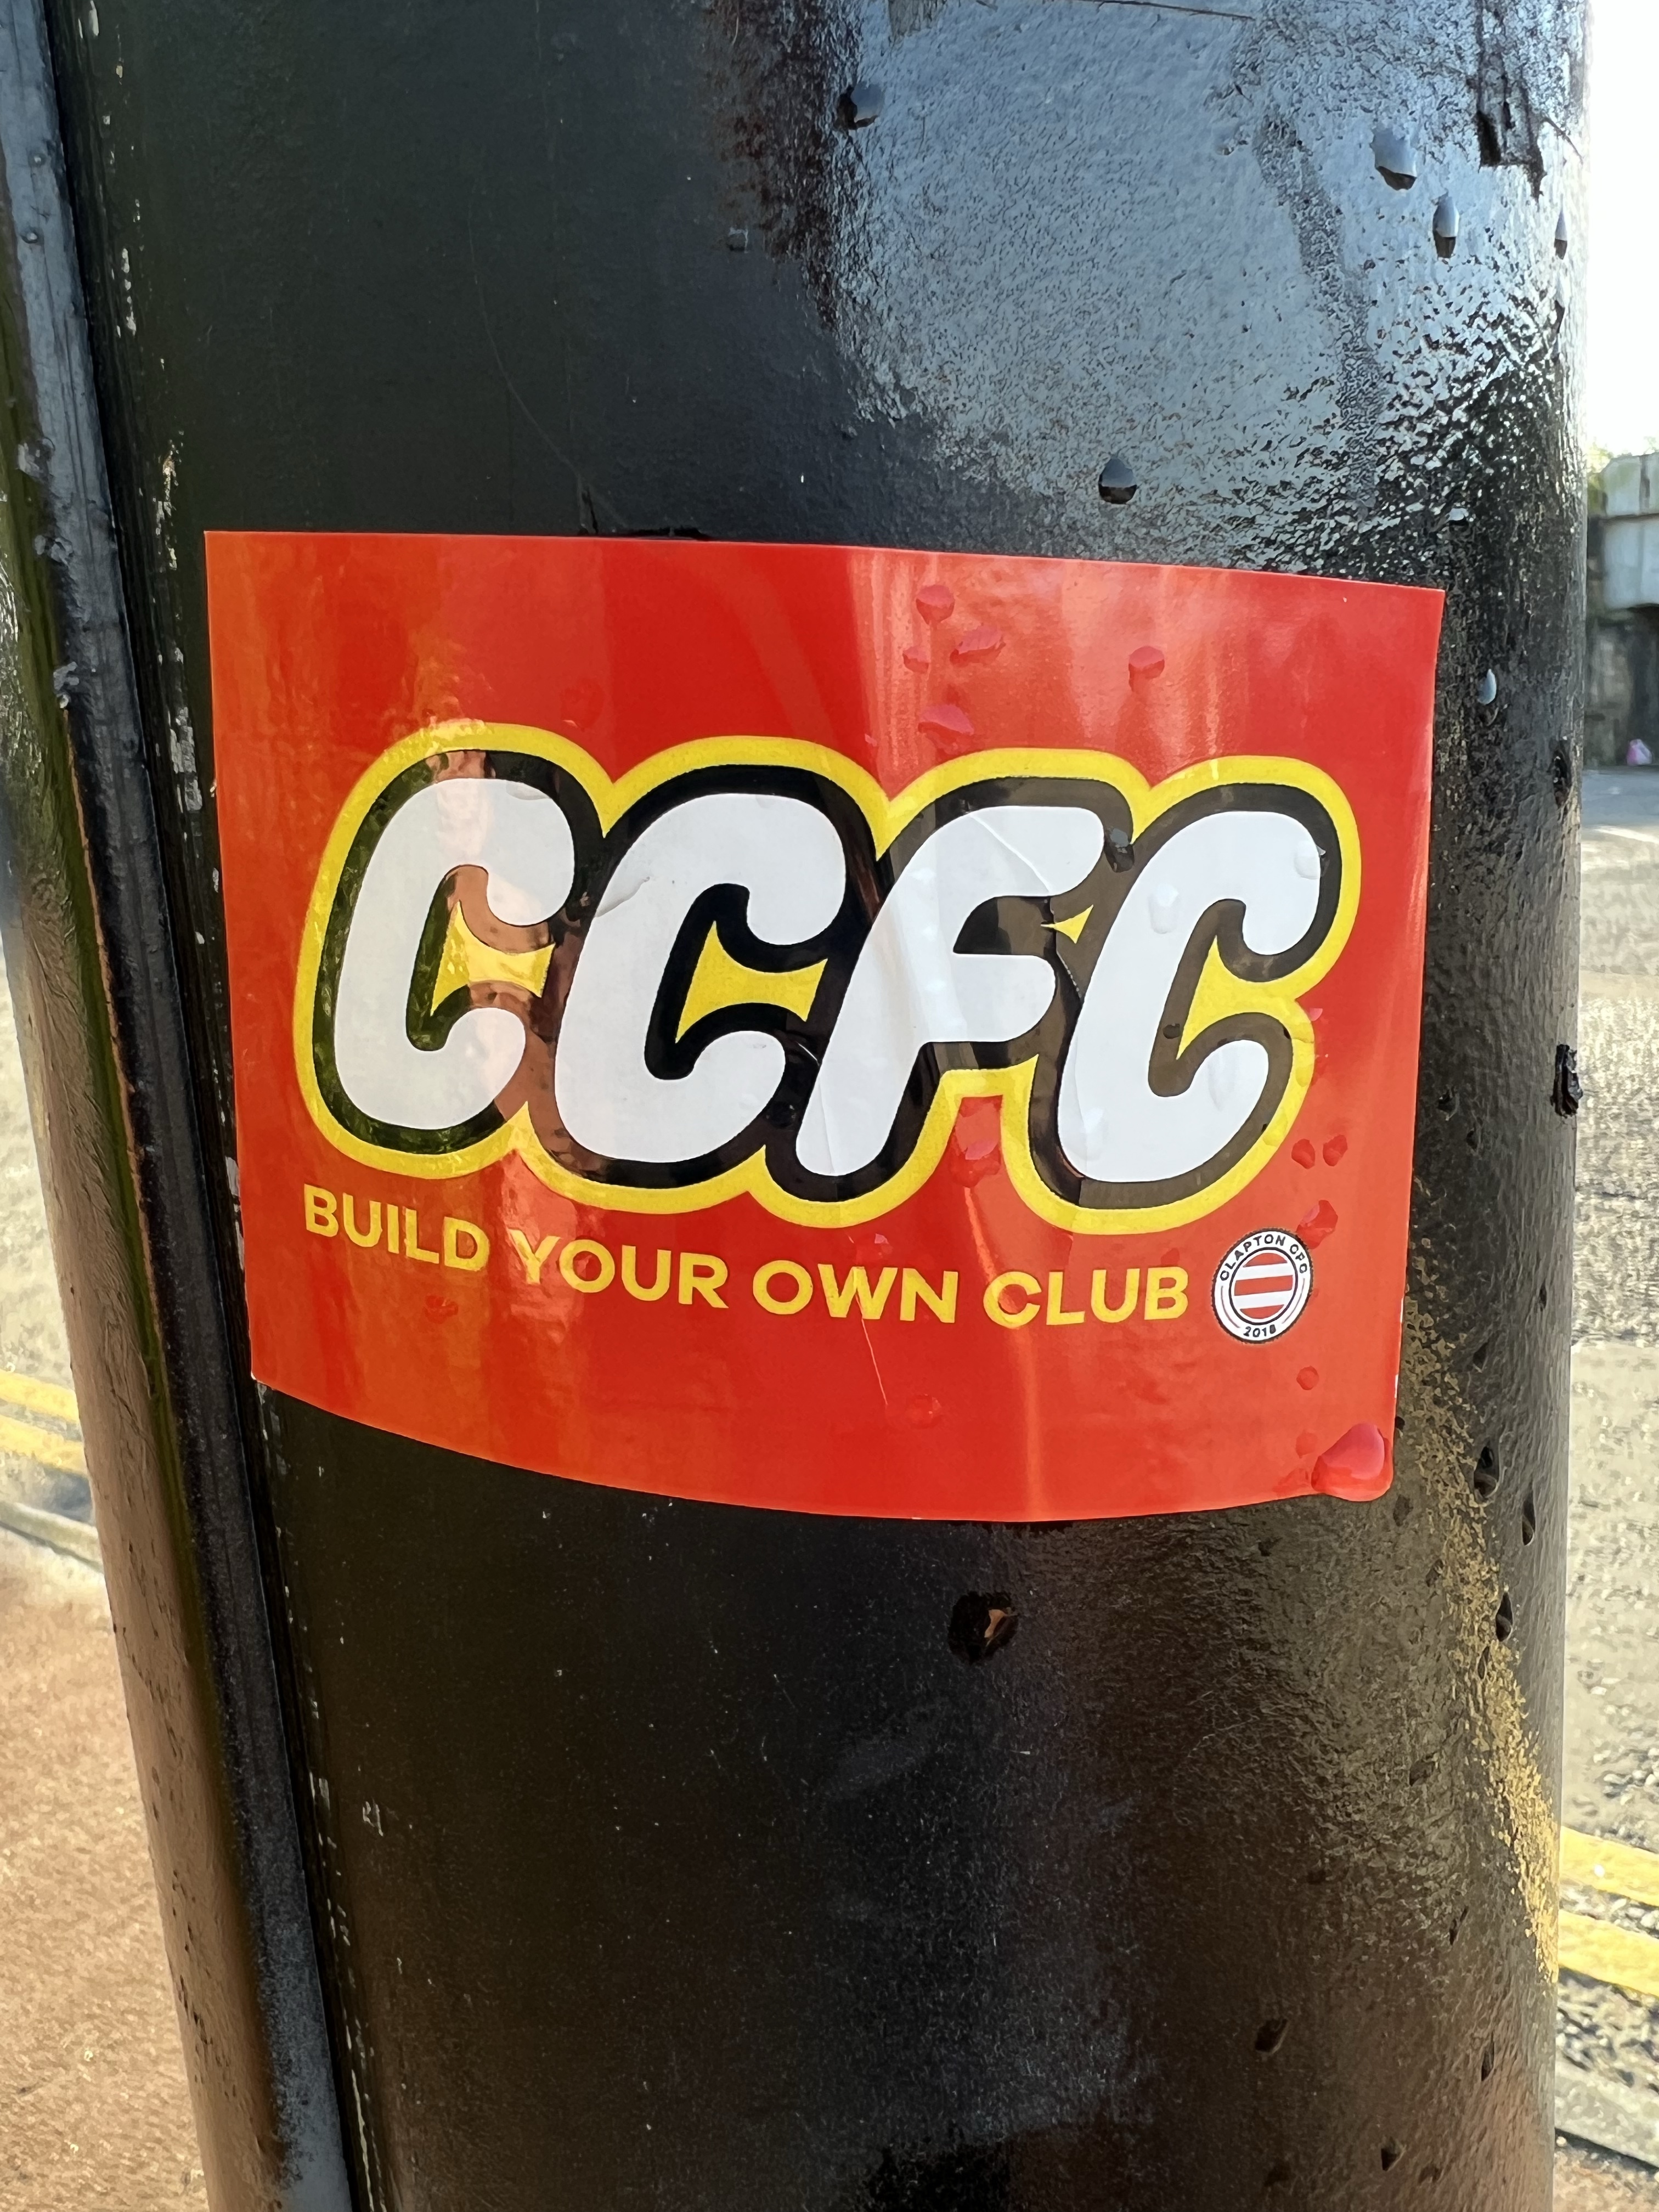 CCFC
BUILD YOUR OWN CLUB
CLAPTON CFC
2018